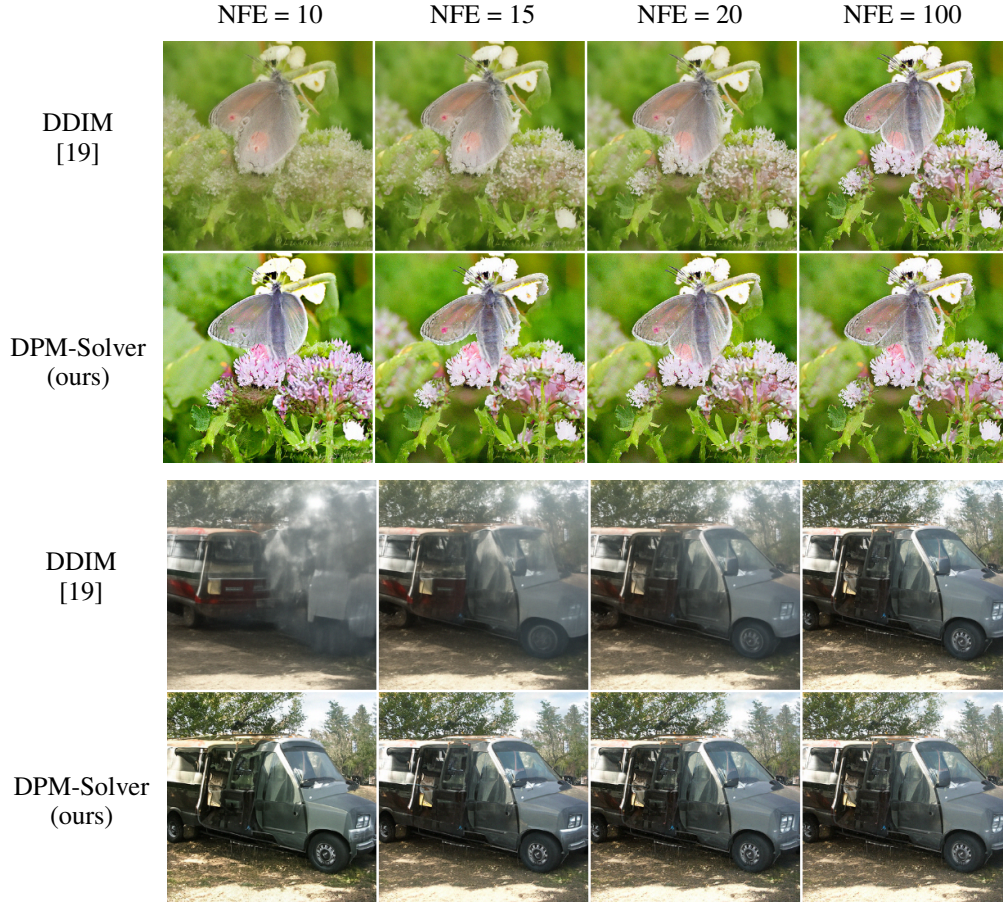 NFE = 10 NFE = 15 NFE = 20 NFE = 100
DDIM
[19]
DPM-Solver
(ours)
DDIM
[19]
DPM-Solver
(ours)